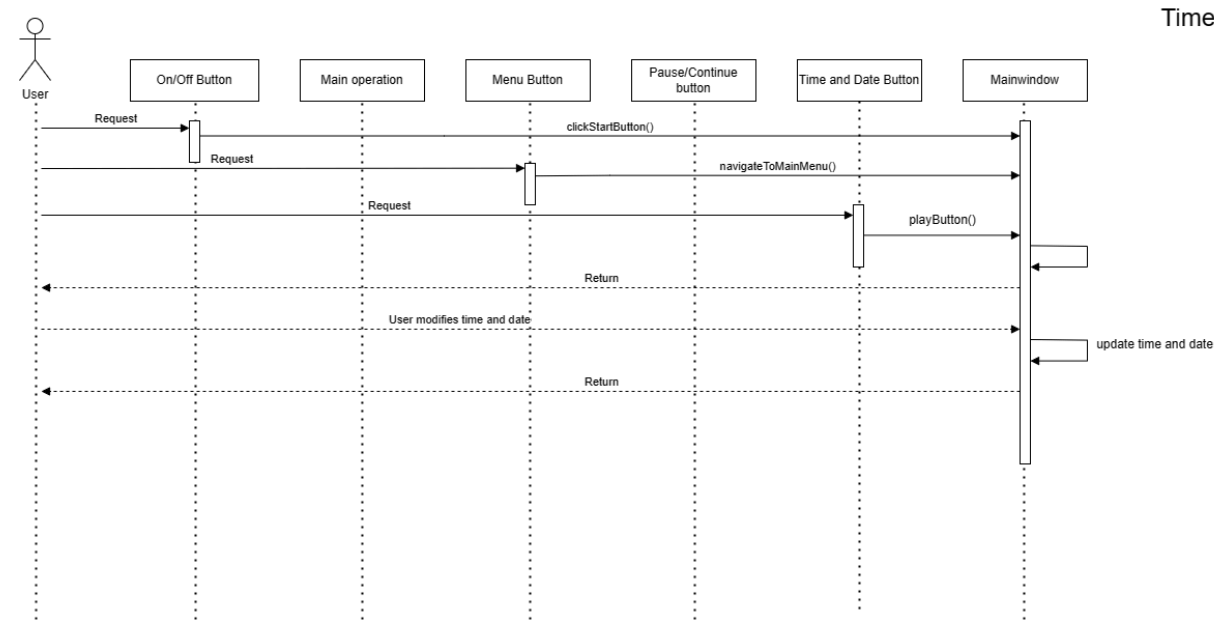 Time
User
On/Off Button
Main operation
Menu Button
Pause/Continue
button
Time and Date Button
Mainwindow
Request
clickStartButton()
Request
navigateToMainMenu()
Request
playButton()
Return
User modifies time and date
update time and date
Return